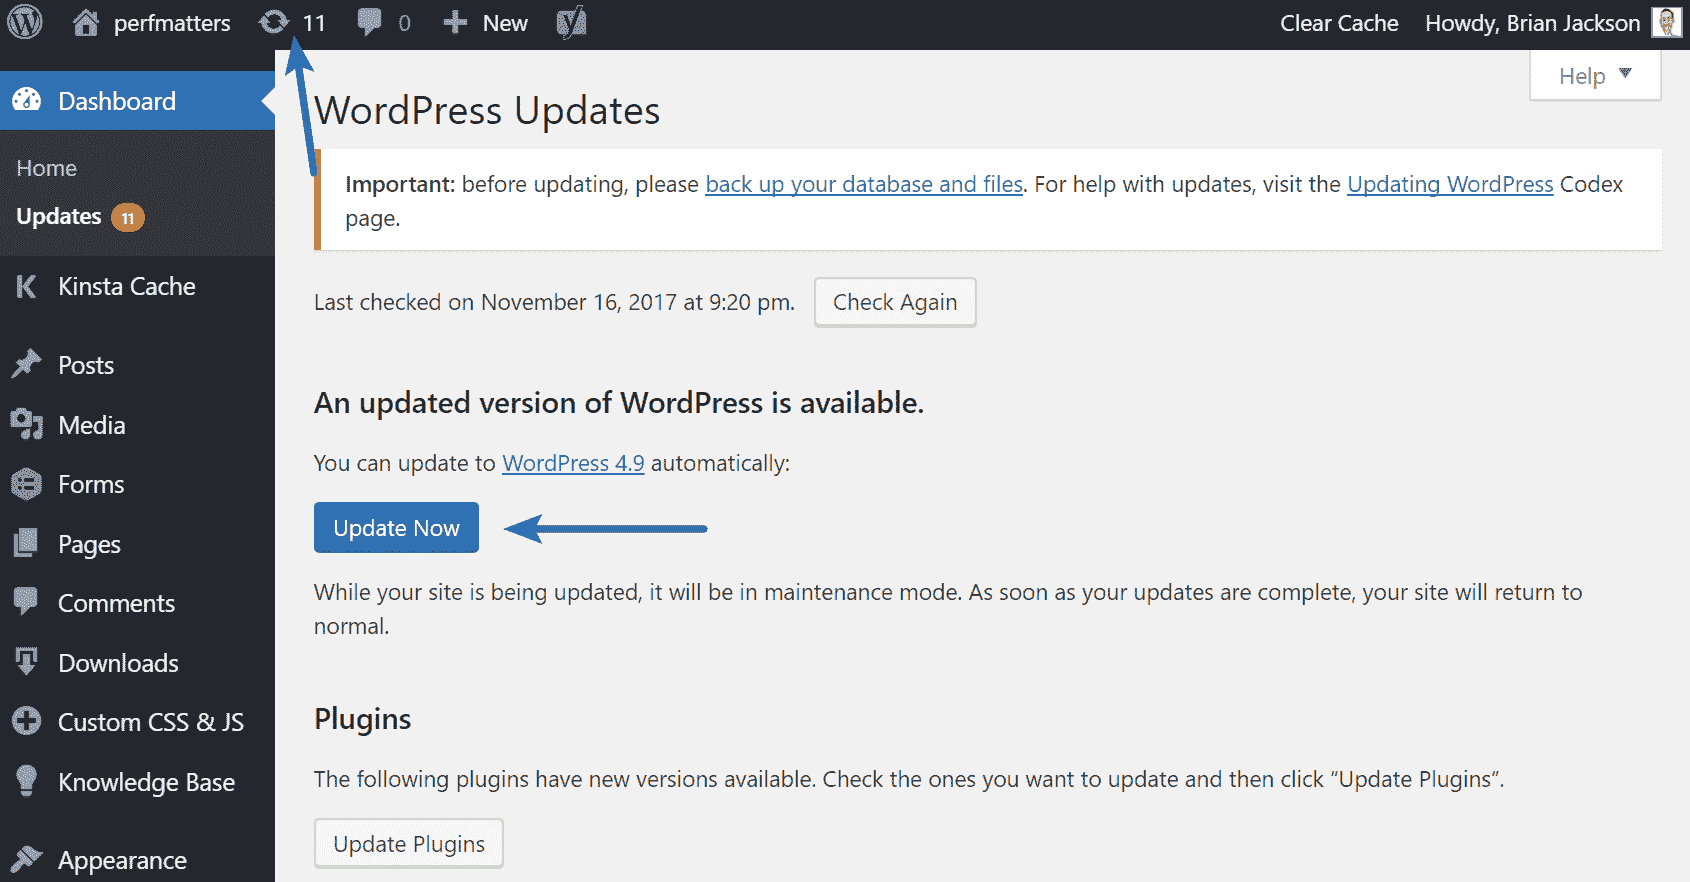 perfmatters 11 0 New Clear Cache Howdy, Brian Jackson
Help
Dashboard
Home
Updates 11
Kinsta Cache
Posts
Media
Forms
Pages
Comments
Downloads
Custom CSS & JS
Knowledge Base
Appearance
WordPress Updates
Important: before updating, please back up your database and files. For help with updates, visit the Updating WordPress Codex
page.
Last checked on November 16, 2017 at 9:20 pm. Check Again
An updated version of WordPress is available.
You can update to WordPress 4.9 automatically:
Update Now
While your site is being updated, it will be in maintenance mode. As soon as your updates are complete, your site will return to
normal.
Plugins
The following plugins have new versions available. Check the ones you want to update and then click “Update Plugins”.
Update Plugins